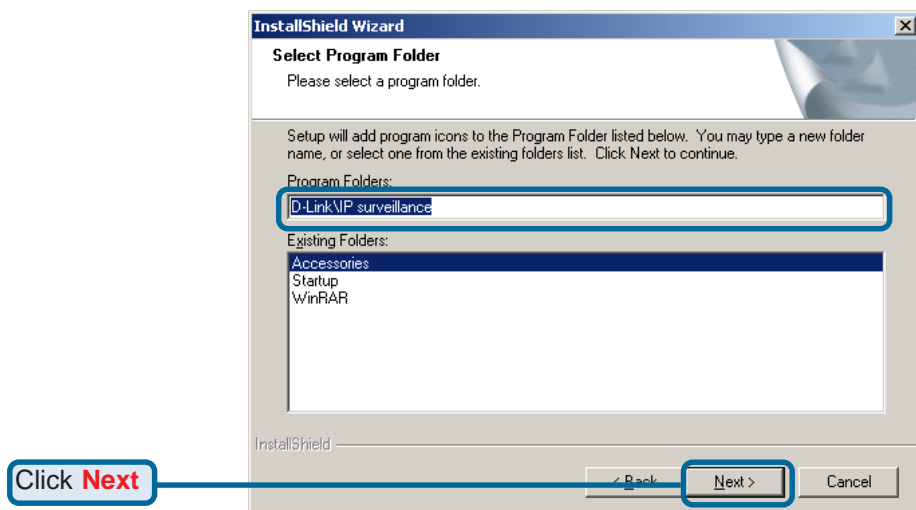 InstallShield Wizard
Select Program Folder
Please select a program folder.
Setup will add program icons to the Program Folder listed below. You may type a new folder
name, or select one from the existing folders list. Click Next to continue.
Program Folders:
D-Link\IP surveillance
Existing Folders:
Accessories
Startup
WinRAR
InstallShield
Click Next
< Back
Next >
Cancel